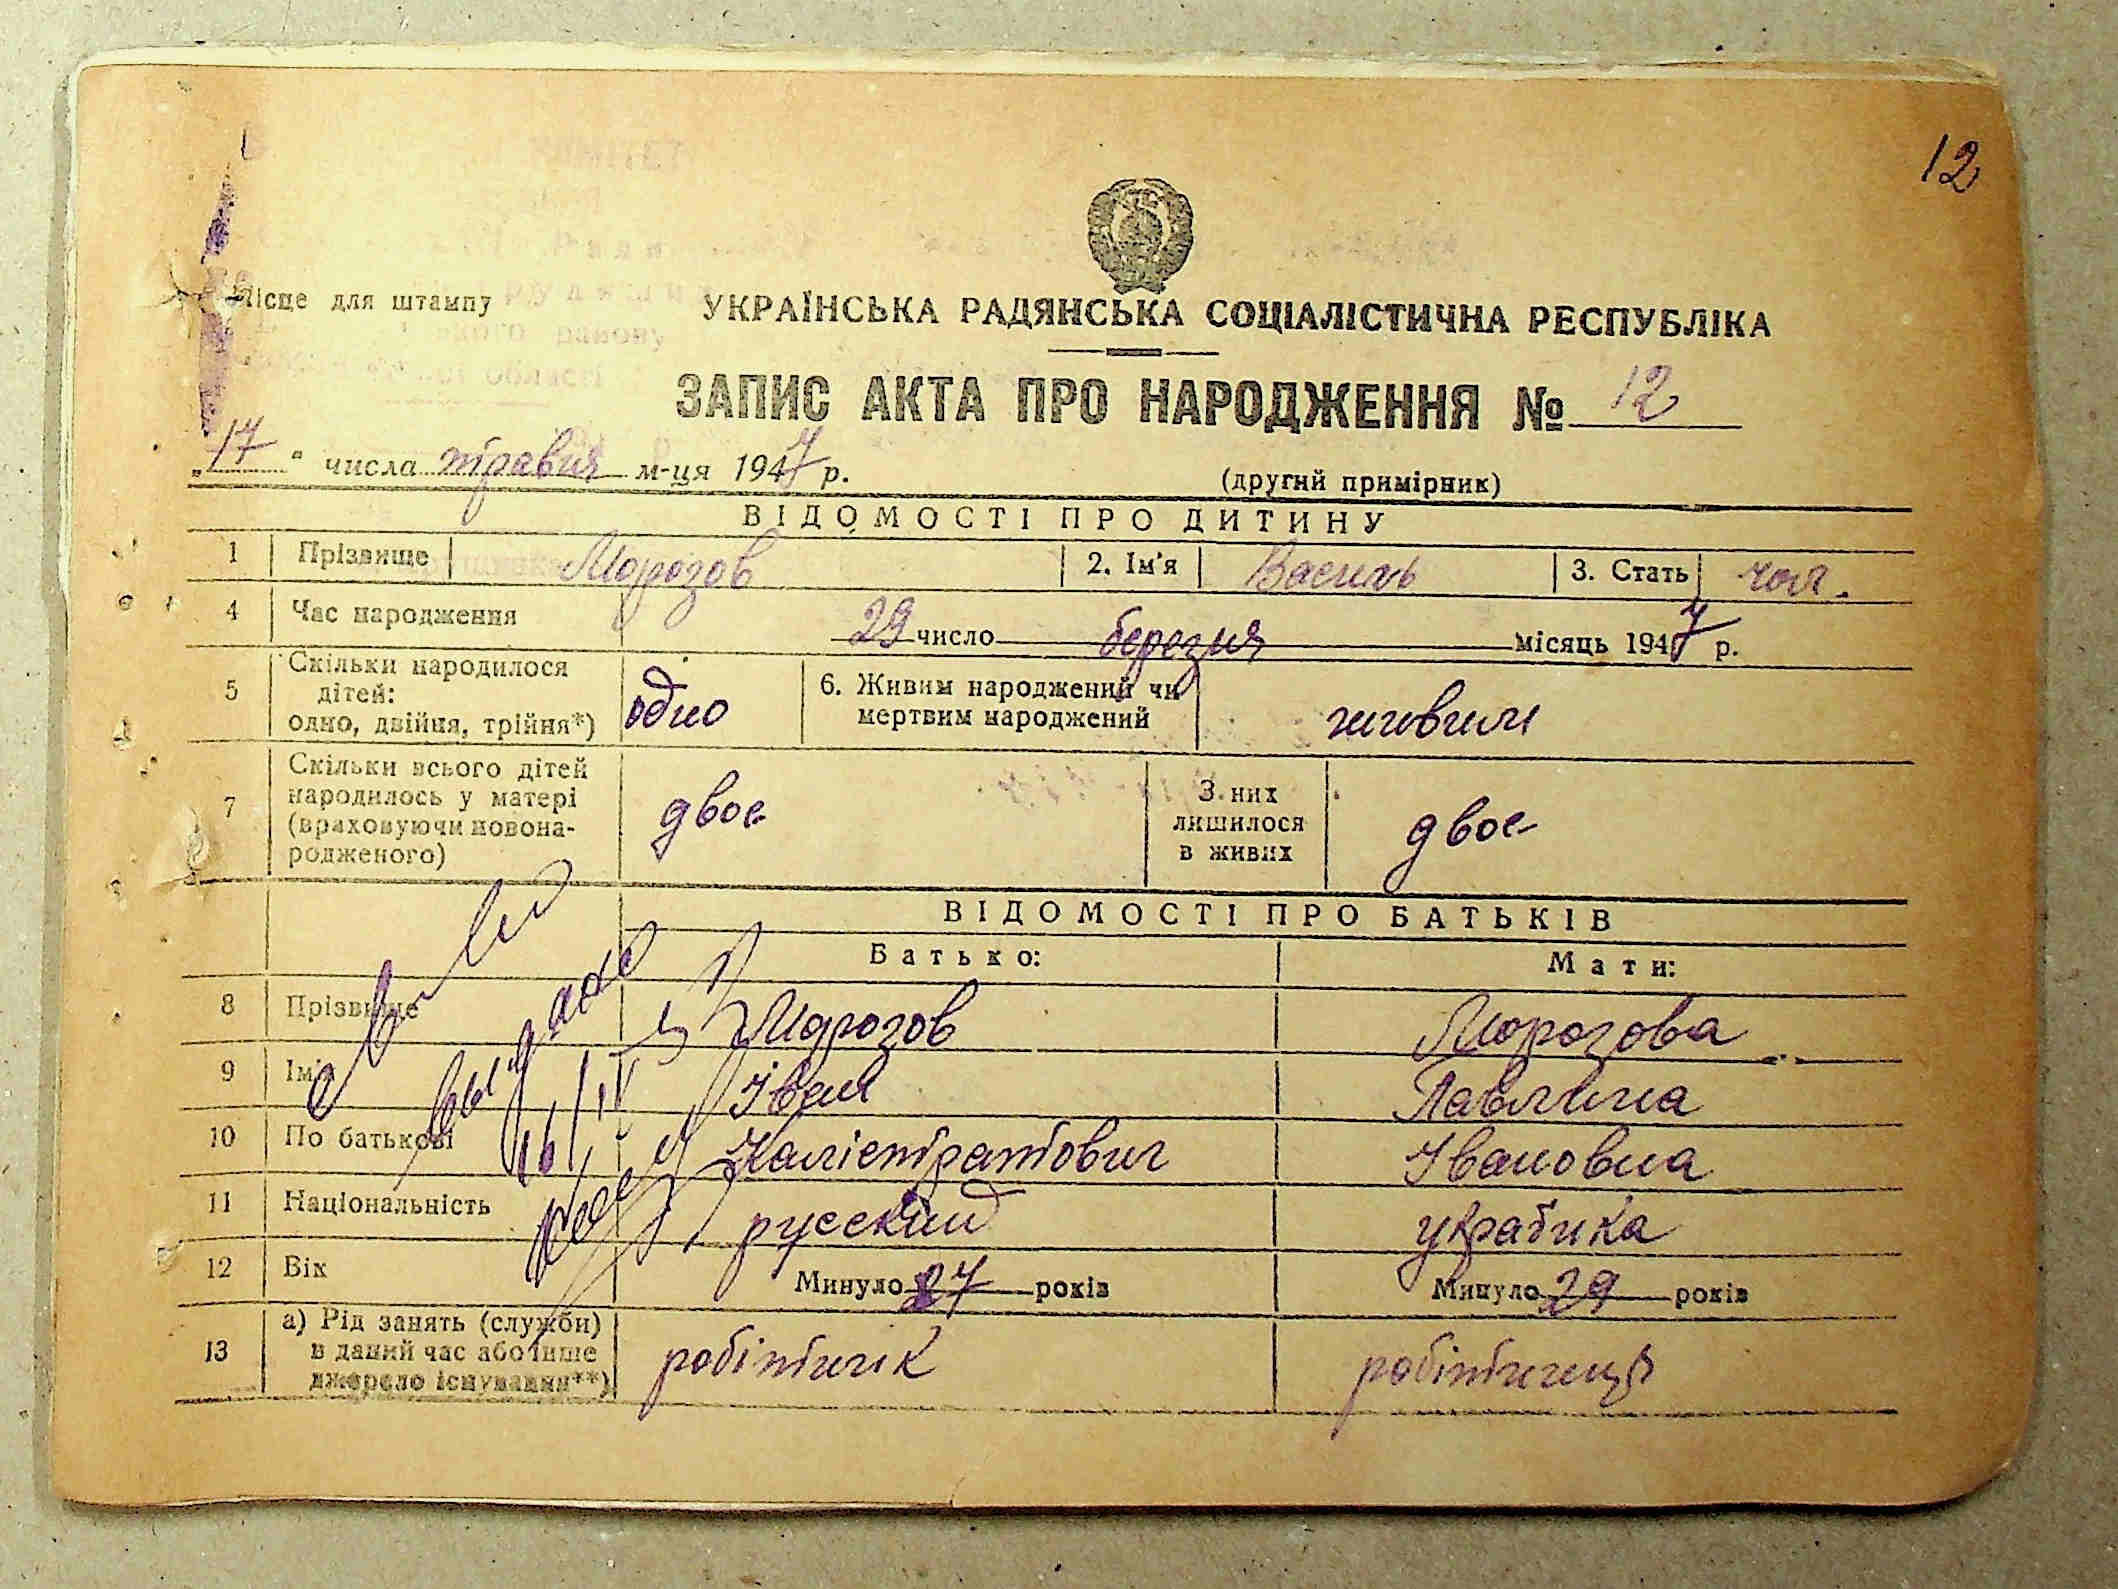 12
Місце для штампу
УКРАЇНСЬКА РАДЯНСЬКА СОЦІАЛІСТИЧНА РЕСПУБЛІКА
ЗАПИС АКТА ПРО НАРОДЖЕННЯ № 12
„17“ числа травня м-ця 1947 р.
(другий примірник)
ВІДОМОСТІ ПРО ДИТИНУ
1 Прізвище Морозов 2. Ім'я Василь 3. Стать чол.
4 Час народження 29 число березня місяць 1947 р.
5 Скільки народилося
дітей:
одно, двійня, трійня*) одно
6. Живим народжений чи
мертвим народжений живим
7 Скільки всього дітей
народилось у матері
(враховуючи новона-
родженого) двоє
З них
лишилося
в живих двоє
ВІДОМОСТІ ПРО БАТЬКІВ
Батько: Мати:
8 Прізвище Морозов Морозова
9 Ім'я Іван Павлина
10 По батькові Калістратович Івановна
11 Національність русский
12 Вік Минуло 27 років Минуло 29 років
13 а) Рід занять (служби)
в даний час або інше
джерело існування**) робітник робітниця